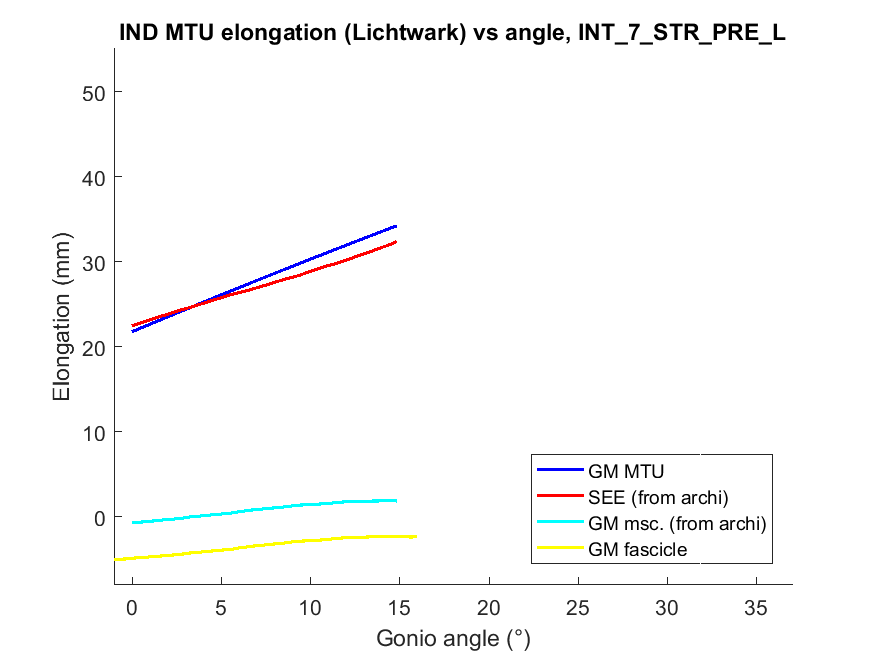 IND MTU elongation (Lichtwark) vs angle, INT_7_STR_PRE_L
Elongation (mm)
50
40
30
20
10
0
0 5 10 15 20 25 30 35
Gonio angle (°)
GM MTU
SEE (from archi)
GM msc. (from archi)
GM fascicle